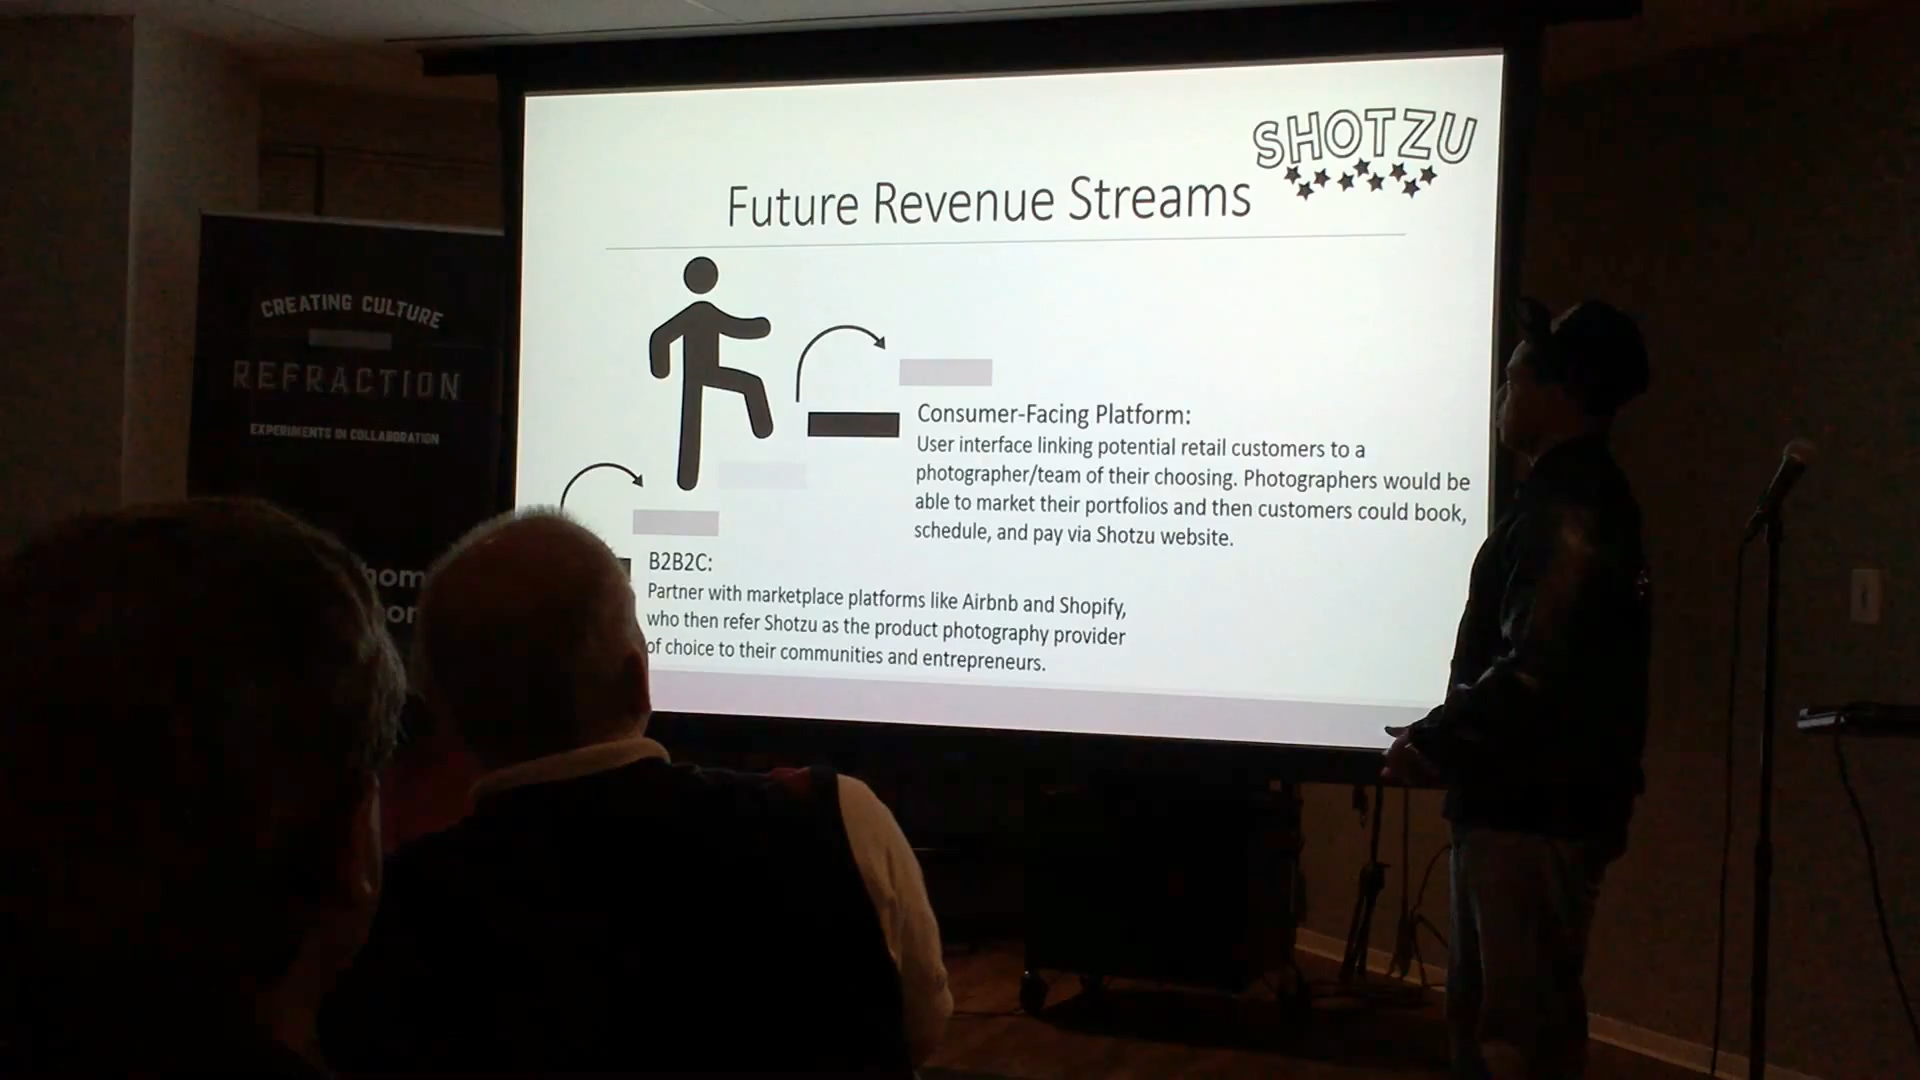 SHOTZU
Future Revenue Streams
CREATING CULTURE
REFRACTION
EXPERIMENTS IN COLLABORATION
Consumer-Facing Platform:
User interface linking potential retail customers to a
photographer/team of their choosing. Photographers would be
able to market their portfolios and then customers could book,
schedule, and pay via Shotzu website.
B2B2C:
Partner with marketplace platforms like Airbnb and Shopify,
who then refer Shotzu as the product photography provider
of choice to their communities and entrepreneurs.